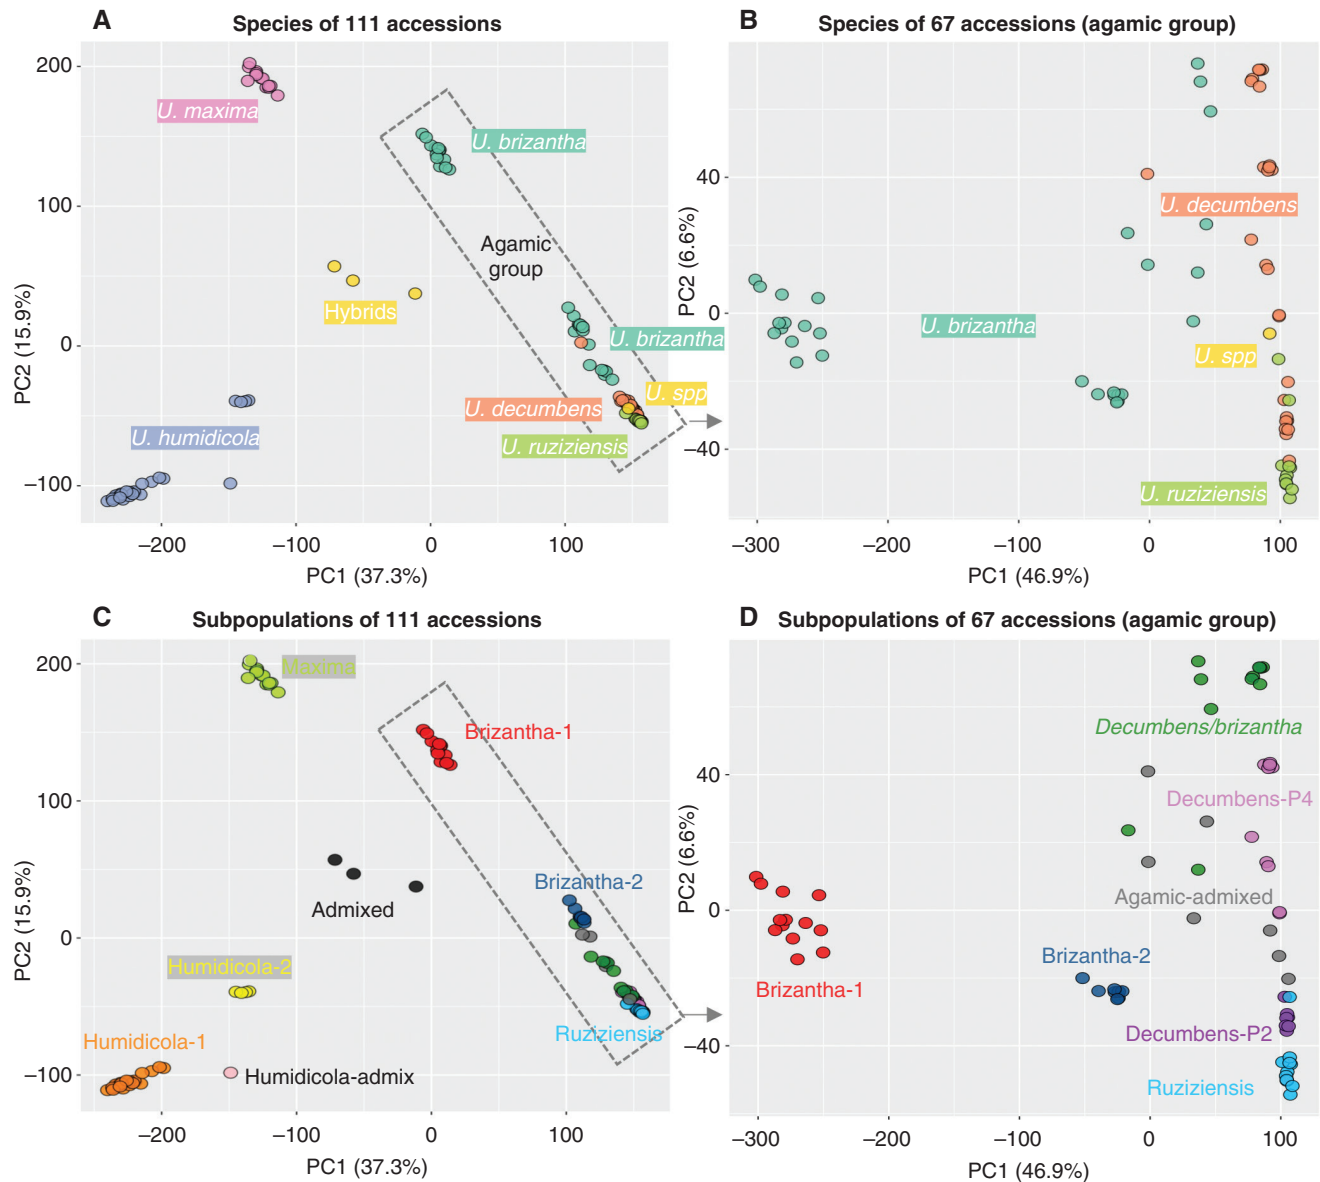 A Species of 111 accessions
200
100
0
−100
−200
−100
0
100
PC2 (15.9%)
PC1 (37.3%)
U. maxima
U. brizantha
Agamic
group
Hybrids
U. brizantha
U. spp
U. decumbens
U. humidicola
U. ruziziensis
B Species of 67 accessions (agamic group)
40
0
−40
−300
−200
−100
0
100
PC2 (6.6%)
PC1 (46.9%)
U. decumbens
U. brizantha
U. spp
U. ruziziensis
C Subpopulations of 111 accessions
200
100
0
−100
−200
−100
0
100
PC2 (15.9%)
PC1 (37.3%)
Maxima
Brizantha-1
Brizantha-2
Admixed
Humidicola-2
Humidicola-1
Ruziziensis
Humidicola-admix
D Subpopulations of 67 accessions (agamic group)
40
0
−40
−300
−200
−100
0
100
PC2 (6.6%)
PC1 (46.9%)
Decumbens/brizantha
Decumbens-P4
Agamic-admixed
Brizantha-2
Brizantha-1
Decumbens-P2
Ruziziensis